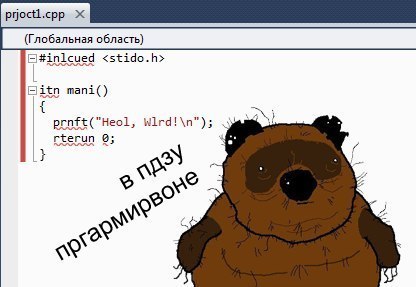 prjoct1.cpp
(Глобальная область)
#inlcued <stido.h>
itn mani()
{
prnft("Heol, Wlrd!\n");
rterun 0;
}
в пдзу
пргармирвоне